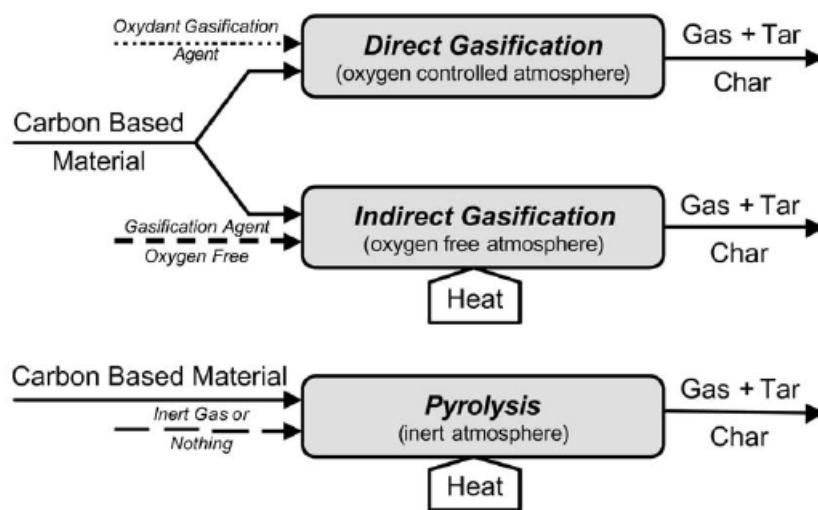 Oxydant Gasification
Agent
Direct Gasification
(oxygen controlled atmosphere)
Gas + Tar
Char
Carbon Based
Material
Gasification Agent
Oxygen Free
Indirect Gasification
(oxygen free atmosphere)
Gas + Tar
Char
Heat
Carbon Based Material
Inert Gas or
Nothing
Pyrolysis
(inert atmosphere)
Gas + Tar
Char
Heat